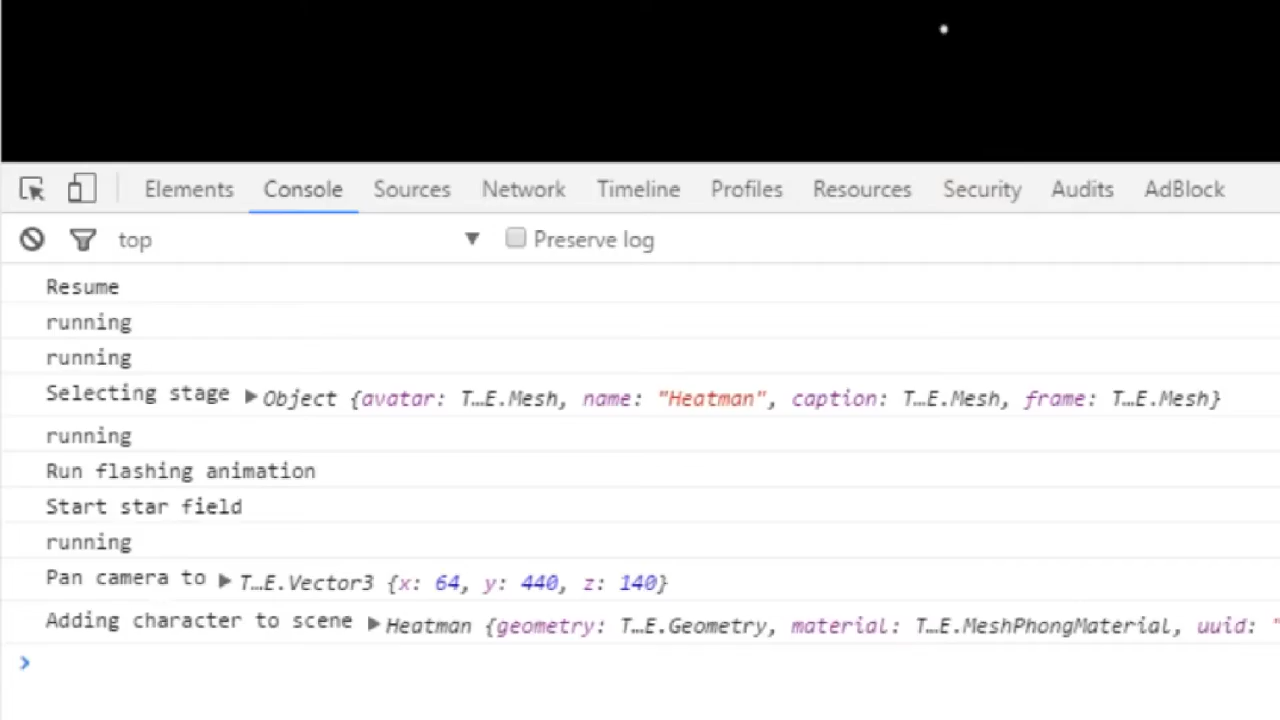 Elements Console Sources Network Timeline Profiles Resources Security Audits AdBlock
top Preserve log
Resume
running
running
Selecting stage Object {avatar: T…E.Mesh, name: "Heatman", caption: T…E.Mesh, frame: T…E.Mesh}
running
Run flashing animation
Start star field
running
Pan camera to T…E.Vector3 {x: 64, y: 440, z: 140}
Adding character to scene Heatman {geometry: T…E.Geometry, material: T…E.MeshPhongMaterial, uuid: "